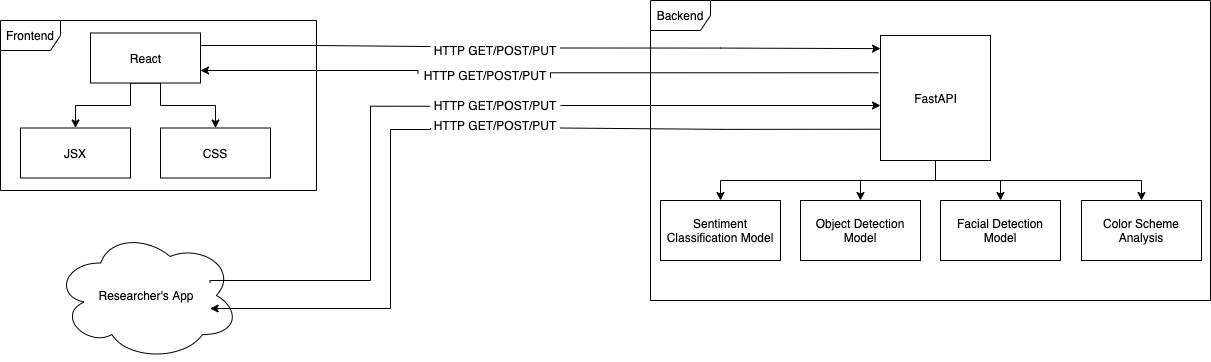 Frontend
React
JSX
CSS
HTTP GET/POST/PUT
HTTP GET/POST/PUT
HTTP GET/POST/PUT
HTTP GET/POST/PUT
Researcher's App
Backend
FastAPI
Sentiment
Classification Model
Object Detection
Model
Facial Detection
Model
Color Scheme
Analysis